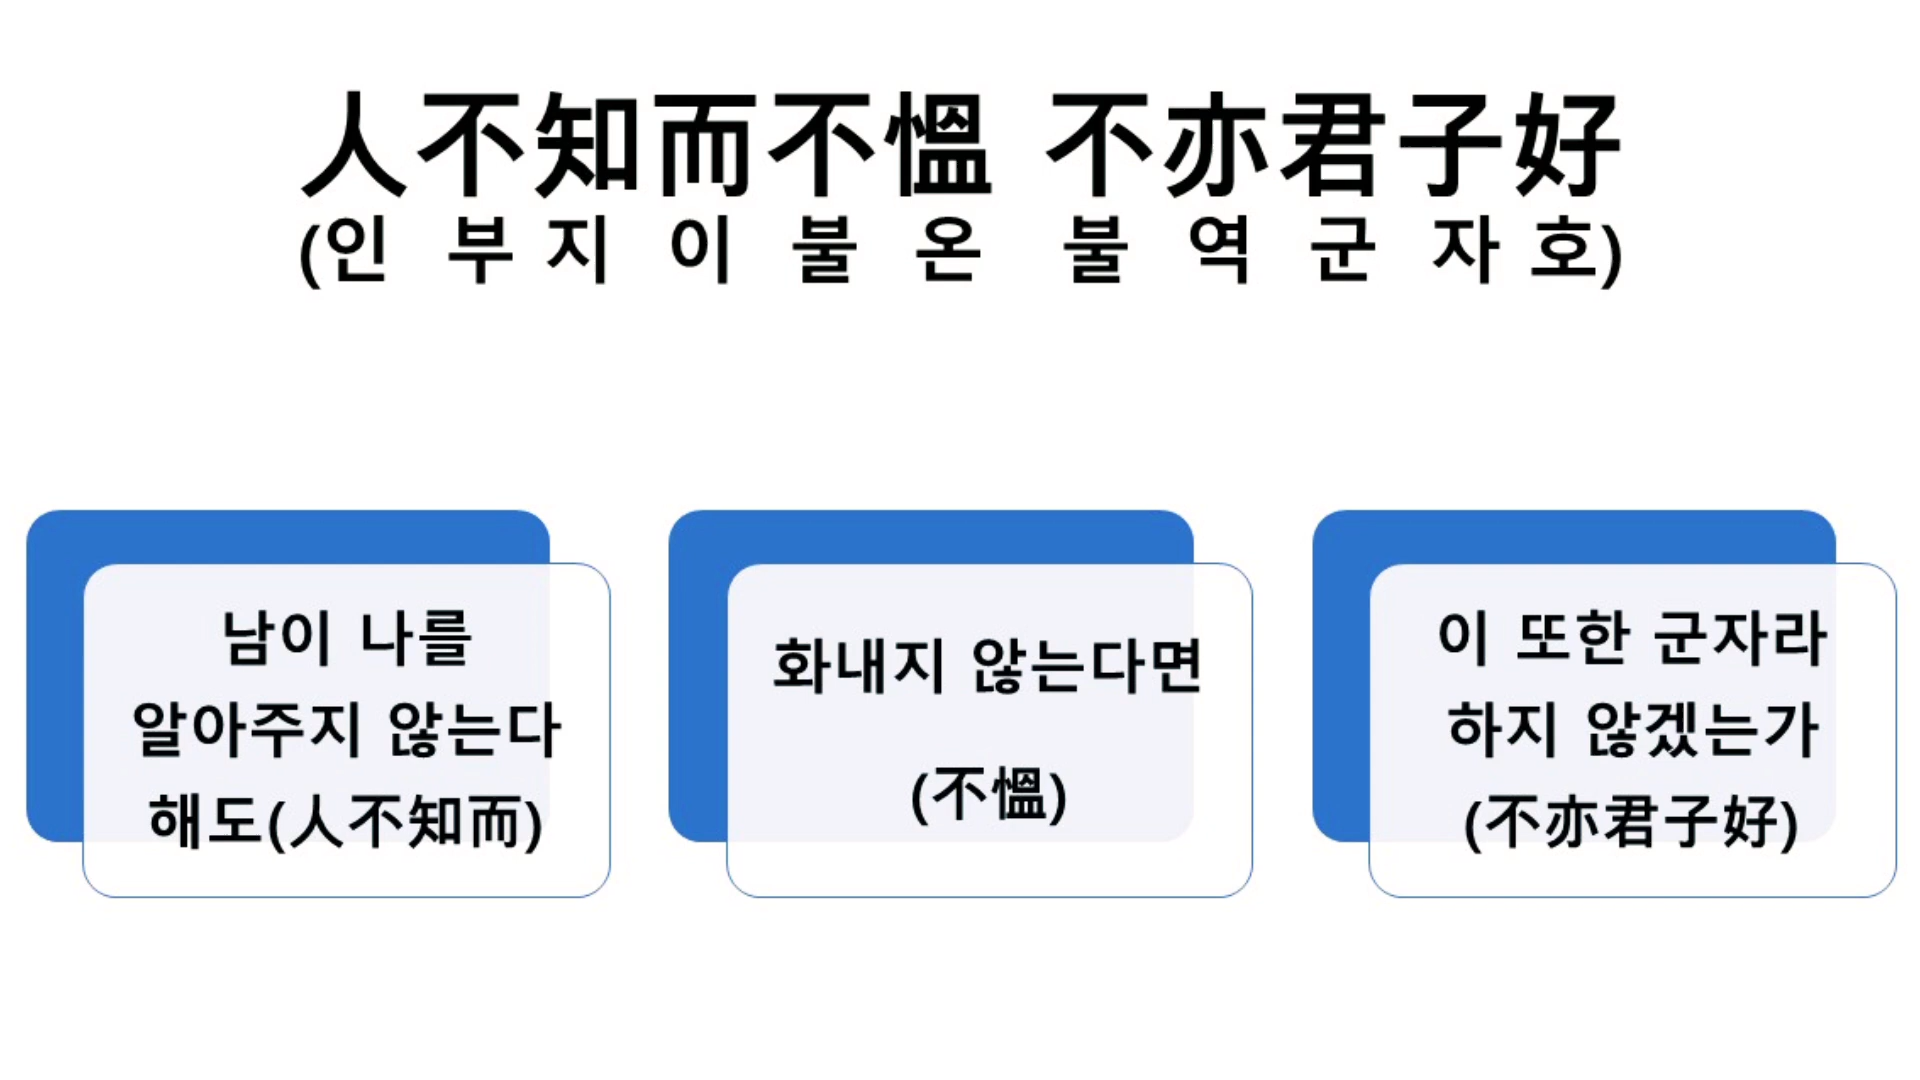 人不知而不慍 不亦君子好
(인 부 지 이 불 온 불 역 군 자 호)
남이 나를
알아주지 않는다
해도(人不知而)
화내지 않는다면
(不慍)
이 또한 군자라
하지 않겠는가
(不亦君子好)